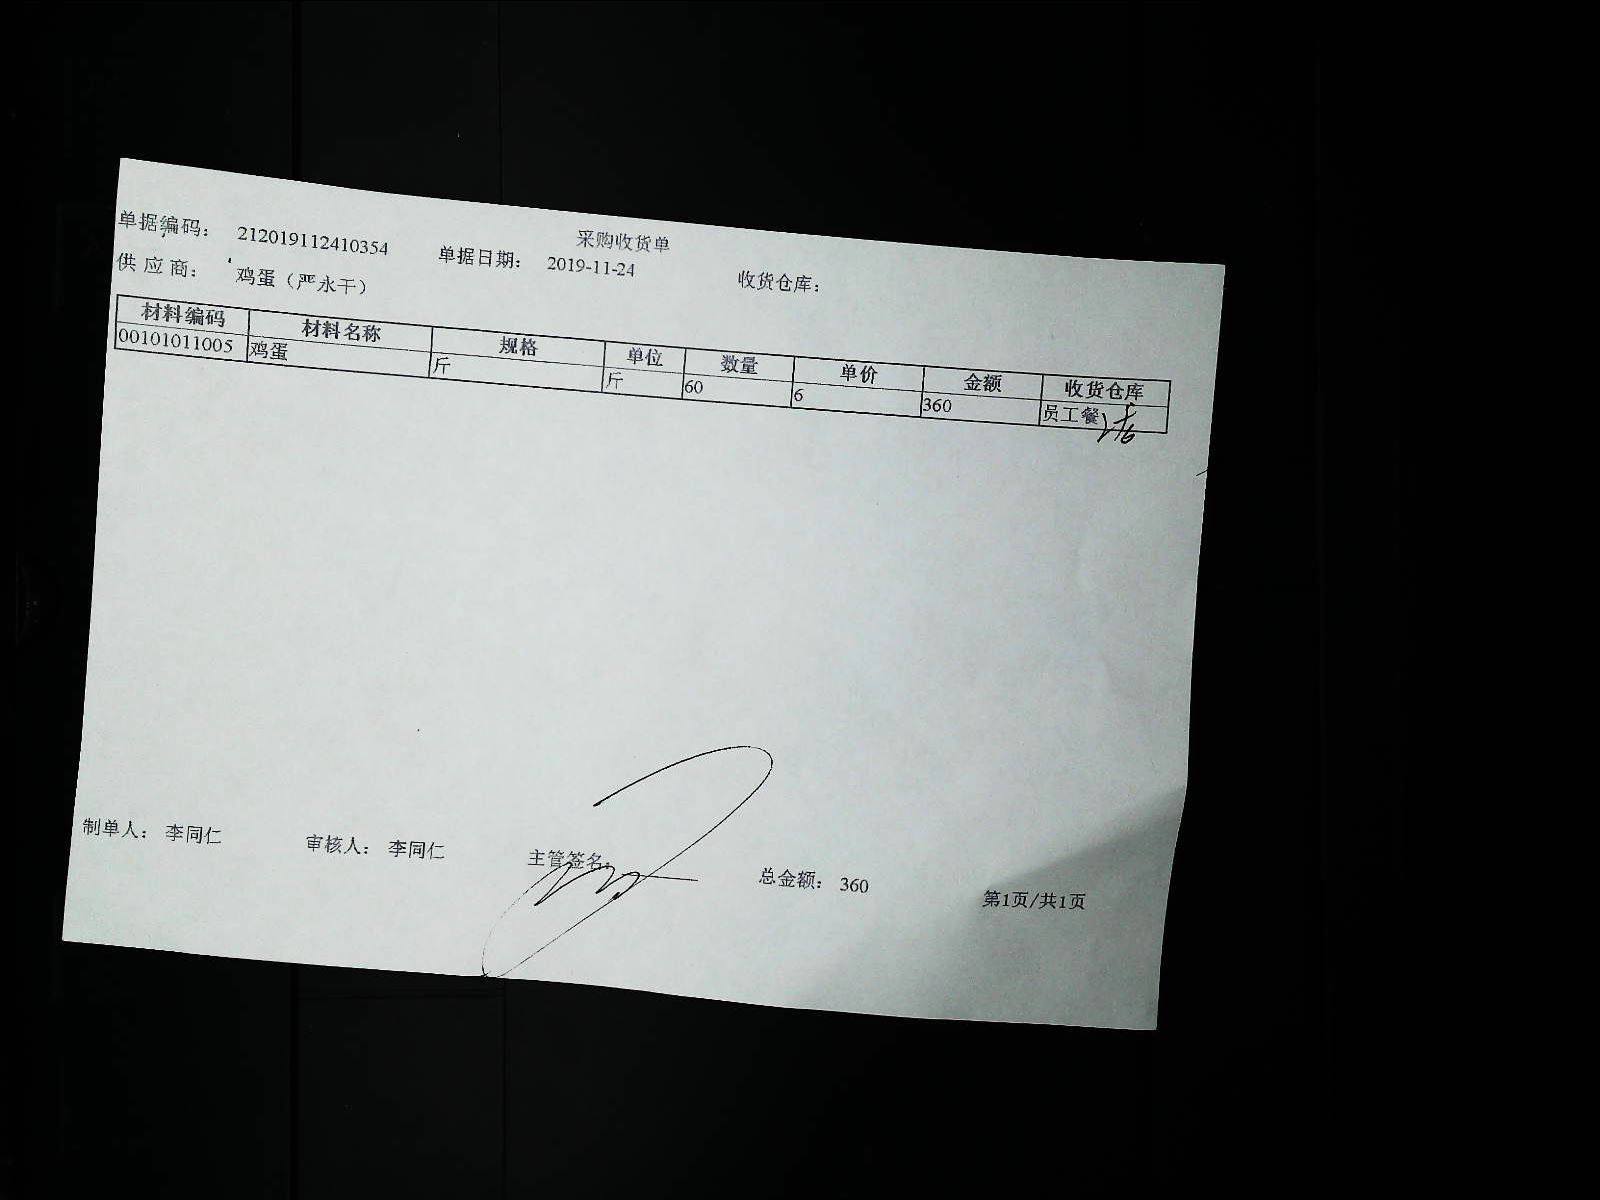 采购收货单
单据编码: 212019112410354 单据日期: 2019-11-24 收货仓库:
供应商: 鸡蛋（严永干）
材料编码 材料名称 规格 单位 数量 单价 金额 收货仓库
00101011005 鸡蛋 斤 斤 60 6 360 员工餐
制单人: 李同仁 审核人: 李同仁 主管签名: 总金额: 360 第1页/共1页